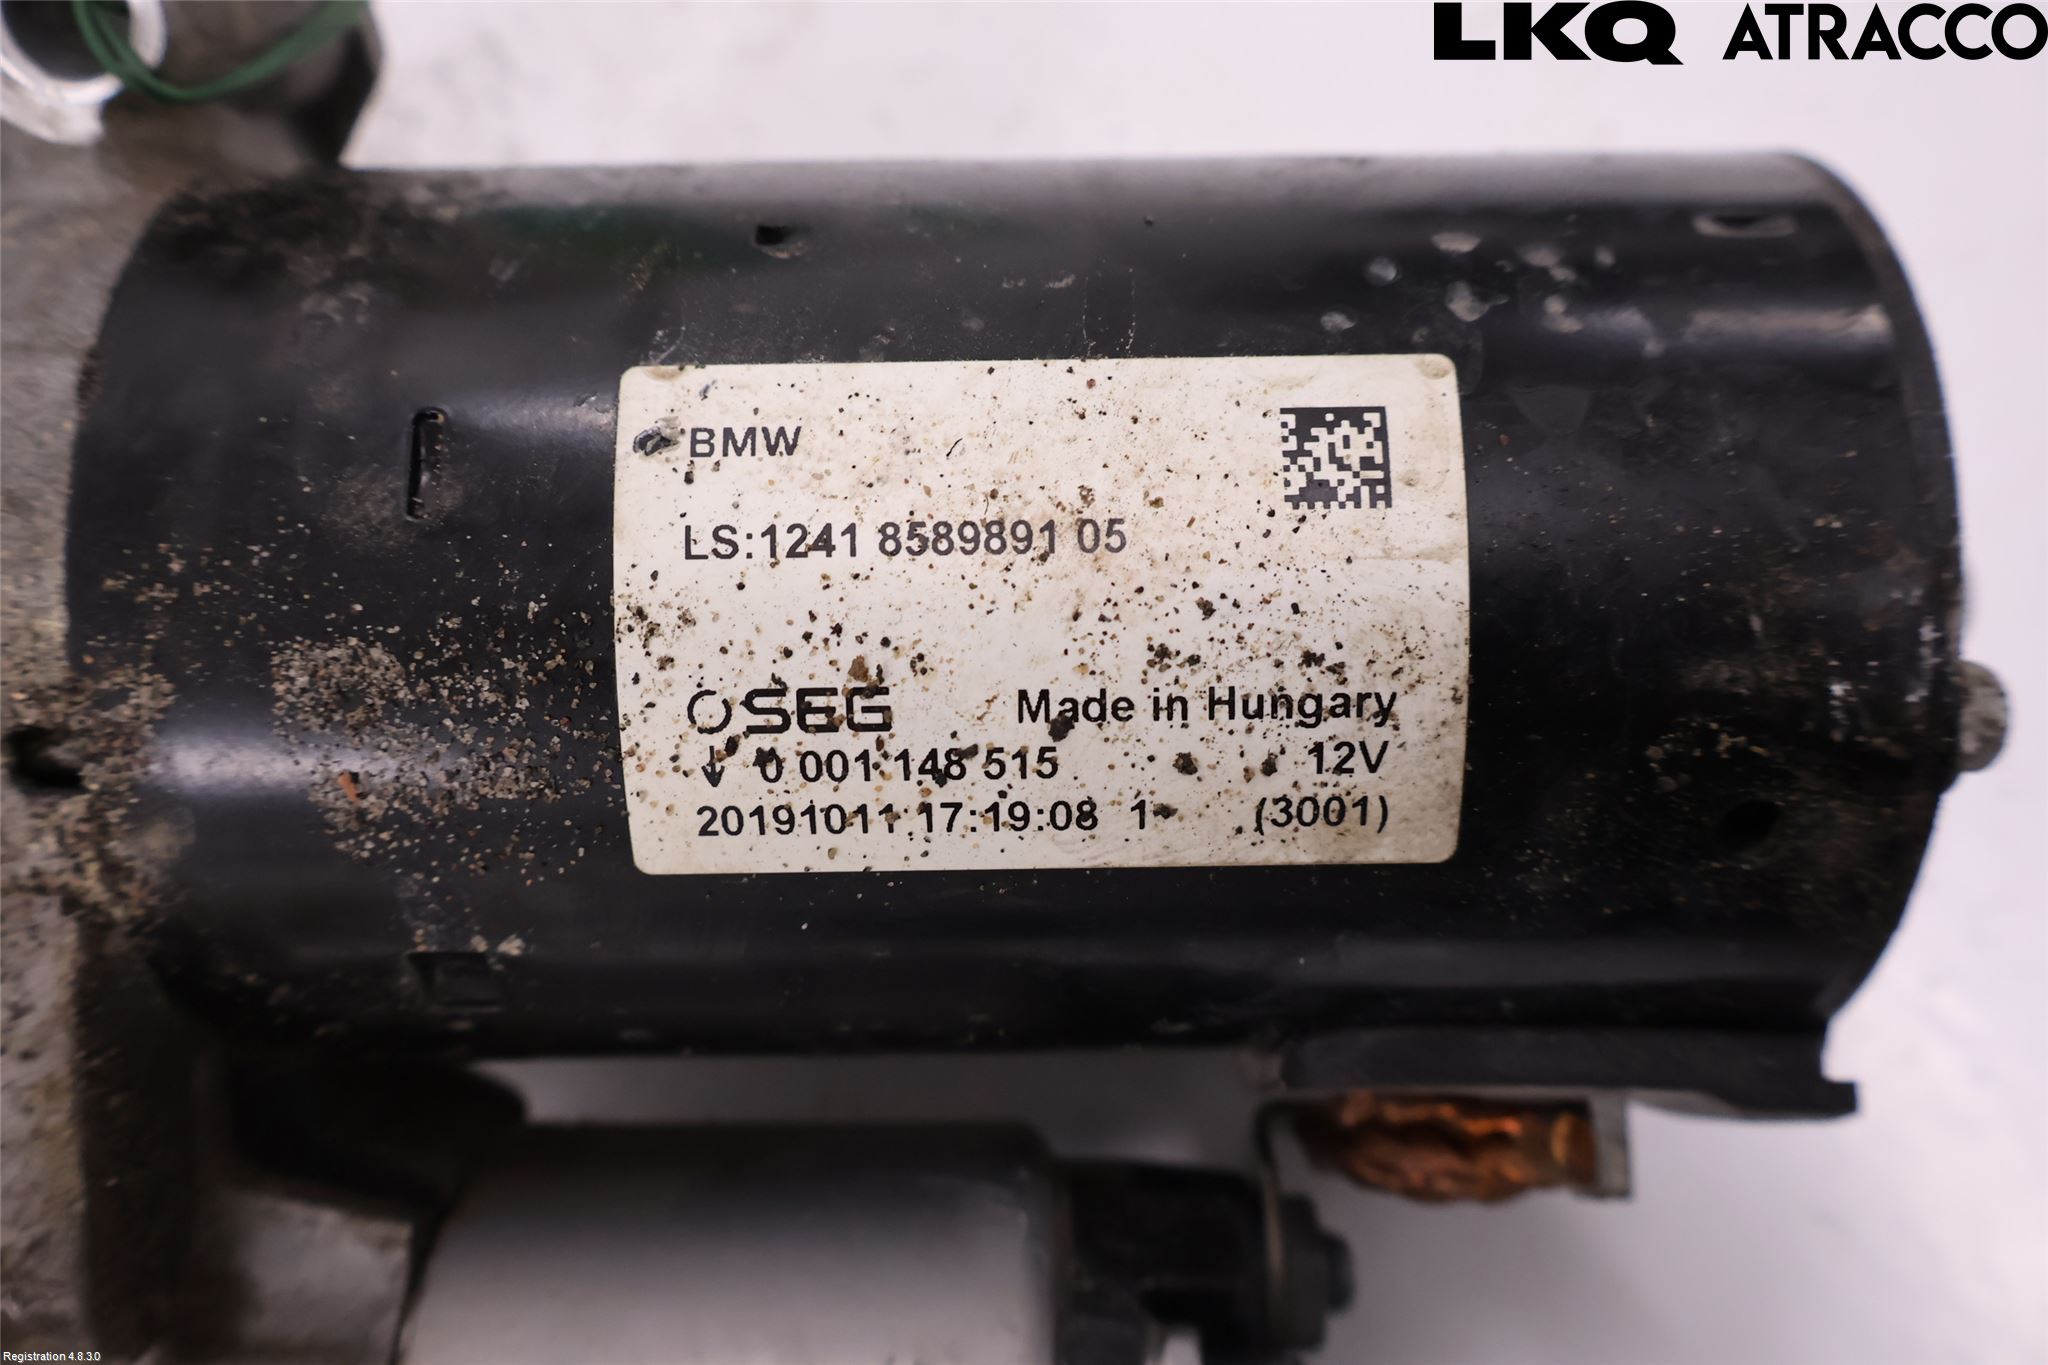 LKQ ATRACCO
BMW
LS:1241 8589891 05
SEG Made in Hungary
↓ 0 001 148 515 12V
20191011 17:19:08 1 (3001)
Registration 4.8.3.0